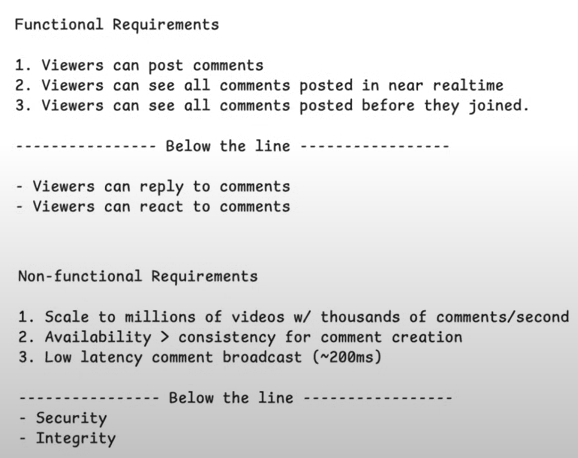 Functional Requirements
1. Viewers can post comments
2. Viewers can see all comments posted in near realtime
3. Viewers can see all comments posted before they joined.
---------------- Below the line -----------------
- Viewers can reply to comments
- Viewers can react to comments
Non-functional Requirements
1. Scale to millions of videos w/ thousands of comments/second
2. Availability > consistency for comment creation
3. Low latency comment broadcast (~200ms)
---------------- Below the line -----------------
- Security
- Integrity